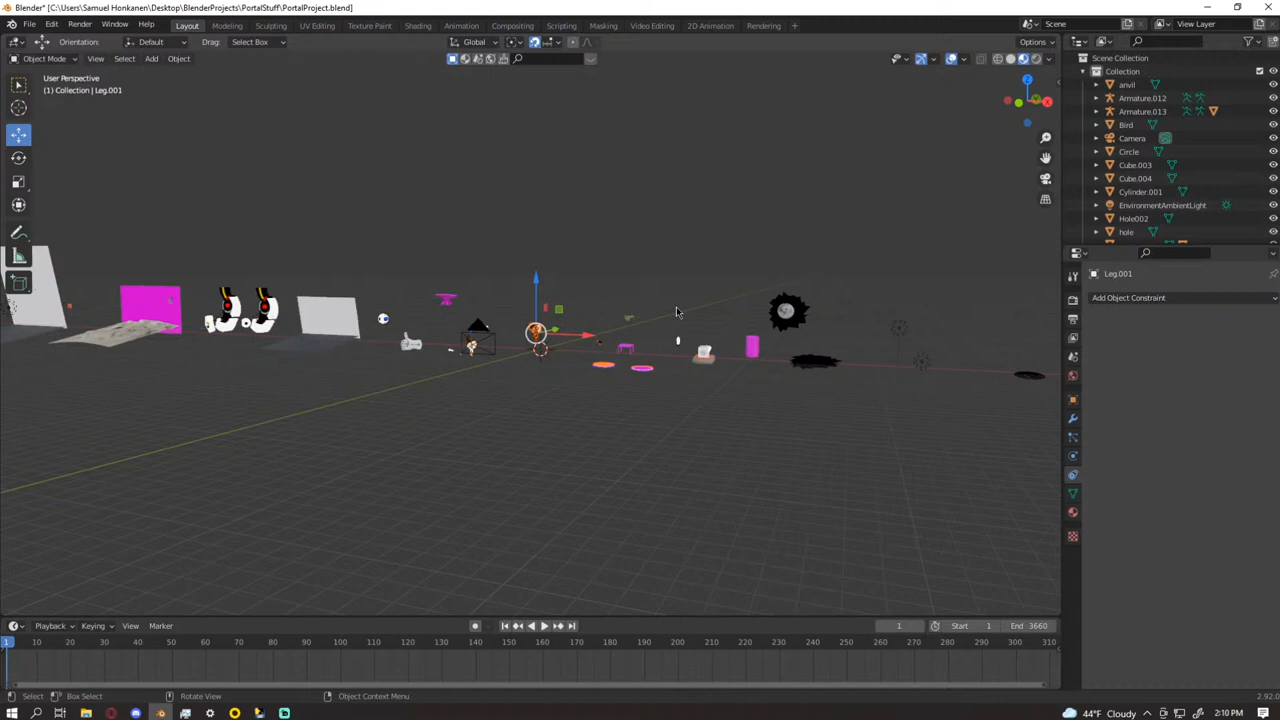 Blender* [C:\Users\Samuel Honkanen\Desktop\BlenderProjects\PortalStuff\PortalProject.blend]
File Edit Render Window Help Layout Modeling Sculpting UV Editing Texture Paint Shading Animation Compositing Scripting Masking Video Editing 2D Animation Rendering + Scene View Layer
Orientation: Default Drag: Select Box Global Options
Object Mode View Select Add Object
User Perspective
(1) Collection | Leg.001
Z
X
Y
Scene Collection
Collection
anvil
Armature.012
Armature.013
Bird
Camera
Circle
Cube.003
Cube.004
Cylinder.001
EnvironmentAmbientLight
Hole002
hole
Leg.001
Add Object Constraint
Playback Keying View Marker 1 Start 1 End 3660
1 10 20 30 40 50 60 70 80 90 100 110 120 130 140 150 160 170 180 190 200 210 220 230 240 250 260 270 280 290 300 310
Select Box Select Rotate View Object Context Menu 2.92.0
44°F Cloudy 2:10 PM